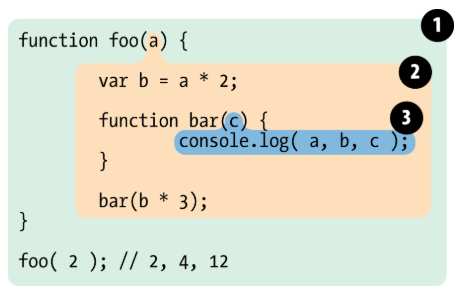 1
function foo(a) {
2
var b = a * 2;
function bar(c) {
3
console.log( a, b, c );
}
bar(b * 3);
}
foo( 2 ); // 2, 4, 12